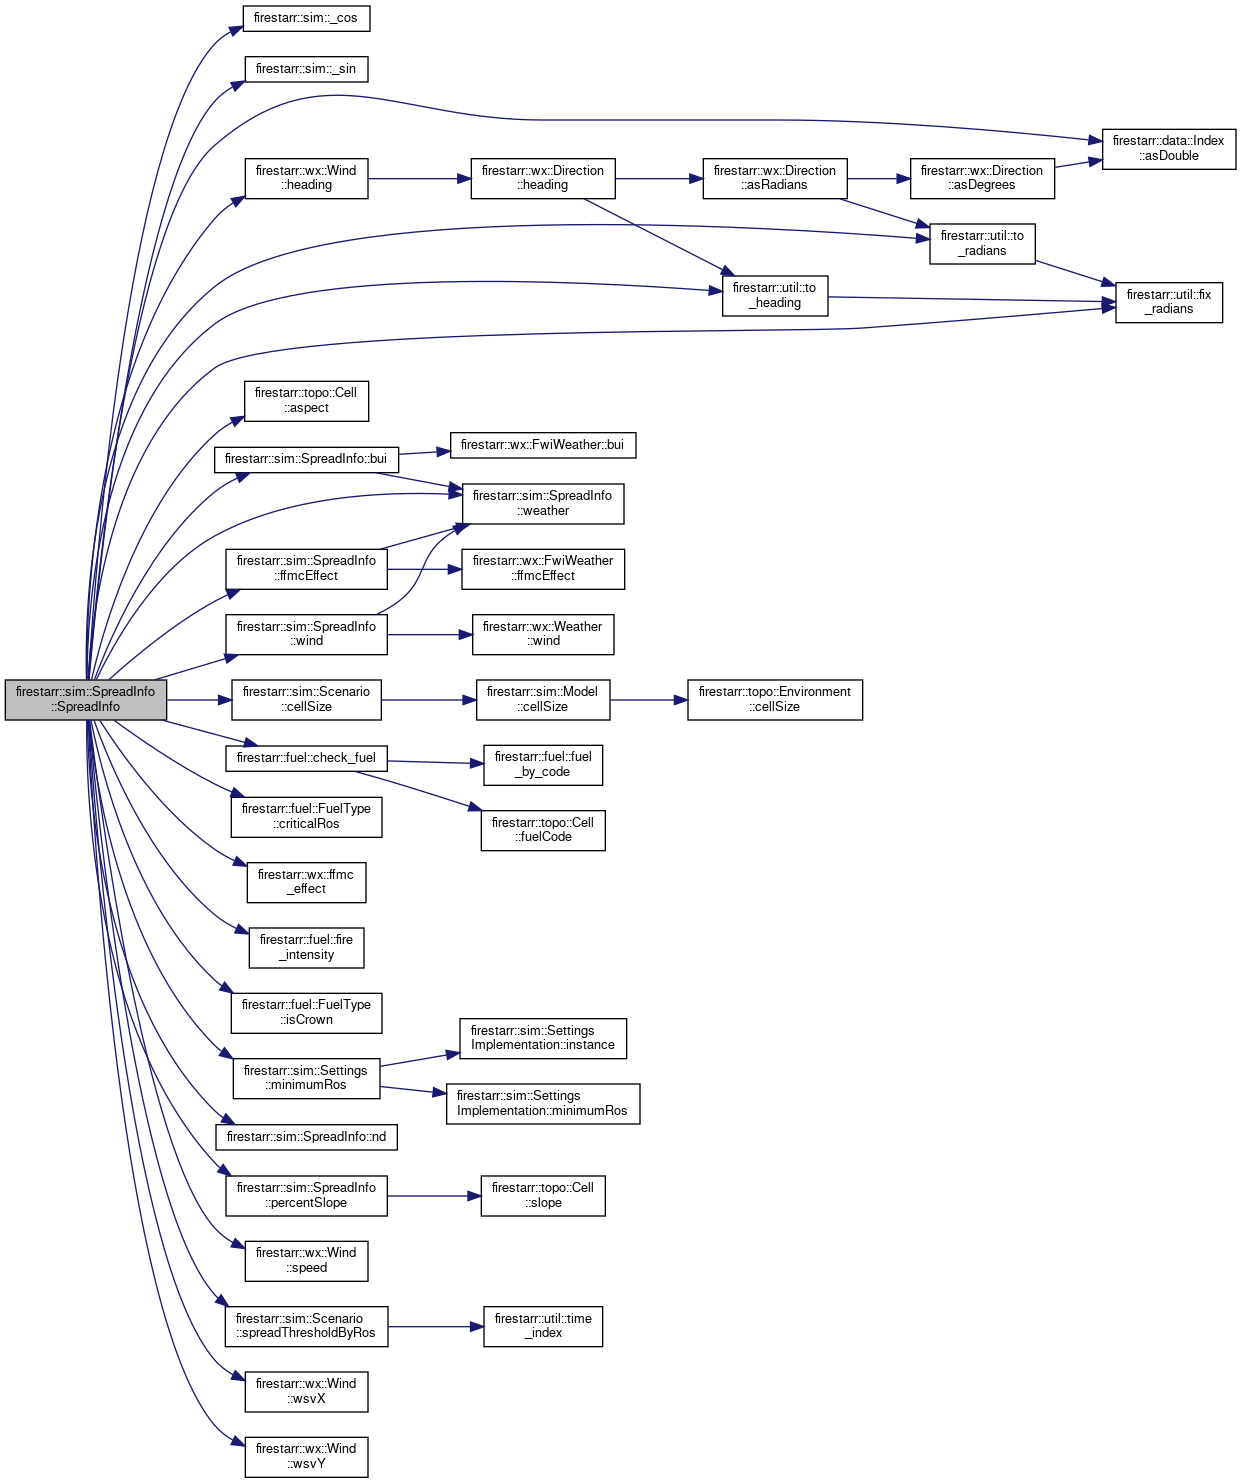 firestarr::sim::_cos
firestarr::sim::_sin
firestarr::data::Index
::asDouble
firestarr::wx::Wind
::heading
firestarr::wx::Direction
::heading
firestarr::wx::Direction
::asRadians
firestarr::wx::Direction
::asDegrees
firestarr::util::to
_radians
firestarr::util::to
_heading
firestarr::util::fix
_radians
firestarr::topo::Cell
::aspect
firestarr::sim::SpreadInfo::bui
firestarr::wx::FwiWeather::bui
firestarr::sim::SpreadInfo
::weather
firestarr::sim::SpreadInfo
::ffmcEffect
firestarr::wx::FwiWeather
::ffmcEffect
firestarr::sim::SpreadInfo
::wind
firestarr::wx::Weather
::wind
firestarr::sim::SpreadInfo
::SpreadInfo
firestarr::sim::Scenario
::cellSize
firestarr::sim::Model
::cellSize
firestarr::topo::Environment
::cellSize
firestarr::fuel::check_fuel
firestarr::fuel::fuel
_by_code
firestarr::fuel::FuelType
::criticalRos
firestarr::topo::Cell
::fuelCode
firestarr::wx::ffmc
_effect
firestarr::fuel::fire
_intensity
firestarr::fuel::FuelType
::isCrown
firestarr::sim::Settings
::minimumRos
firestarr::sim::Settings
Implementation::instance
firestarr::sim::Settings
Implementation::minimumRos
firestarr::sim::SpreadInfo::nd
firestarr::sim::SpreadInfo
::percentSlope
firestarr::topo::Cell
::slope
firestarr::wx::Wind
::speed
firestarr::sim::Scenario
::spreadThresholdByRos
firestarr::util::time
_index
firestarr::wx::Wind
::wsvX
firestarr::wx::Wind
::wsvY